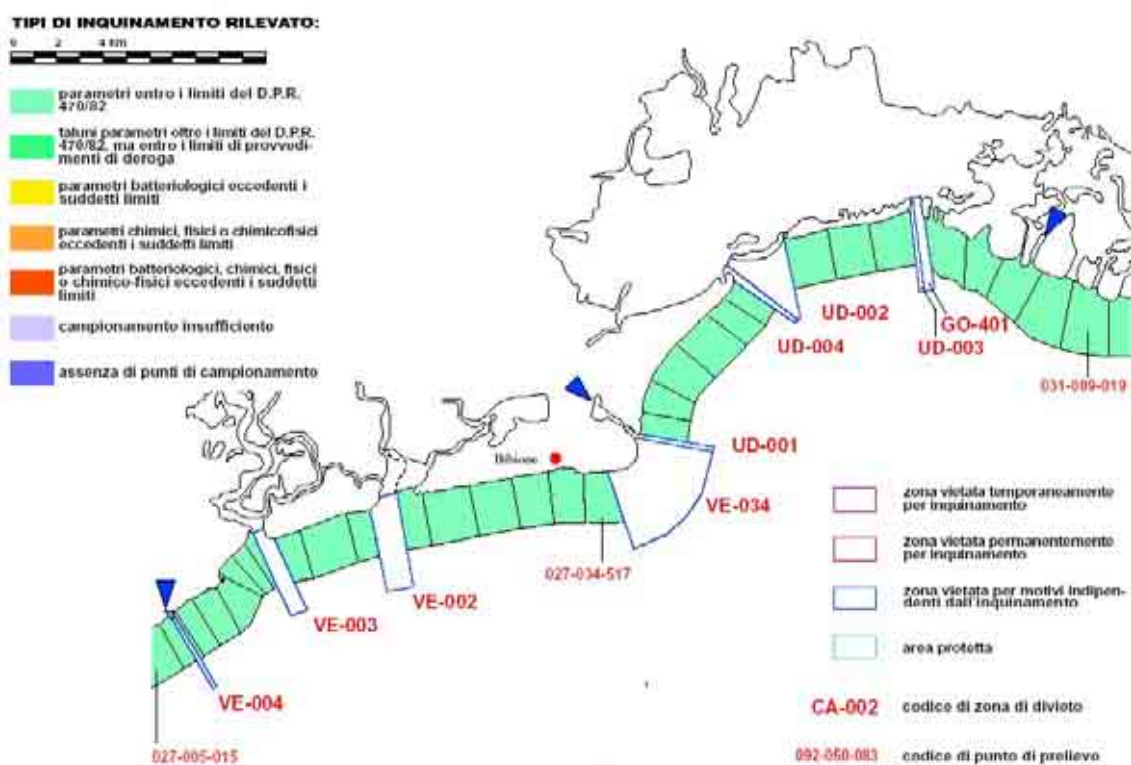 TIPI DI INQUINAMENTO RILEVATO:
0 2 4 km
parametri entro i limiti del D.P.R.
470/82
taluni parametri oltre i limiti del D.P.R.
470/82, ma entro i limiti di provvedi-
menti di deroga
parametri batteriologici eccedenti i
suddetti limiti
parametri chimici, fisici o chimicofisici
eccedenti i suddetti limiti
parametri batteriologici, chimici, fisici
o chimico-fisici eccedenti i suddetti
limiti
campionamento insufficiente
assenza di punti di campionamento
UD-002
GO-401
UD-004
UD-003
031-009-019
UD-001
Bibione
VE-034
027-034-517
VE-002
VE-003
VE-004
027-005-015
zona vietata temporaneamente
per inquinamento
zona vietata permanentemente
per inquinamento
zona vietata per motivi indipen-
denti dall'inquinamento
area protetta
CA-002 codice di zona di divieto
092-050-083 codice di punto di prelievo